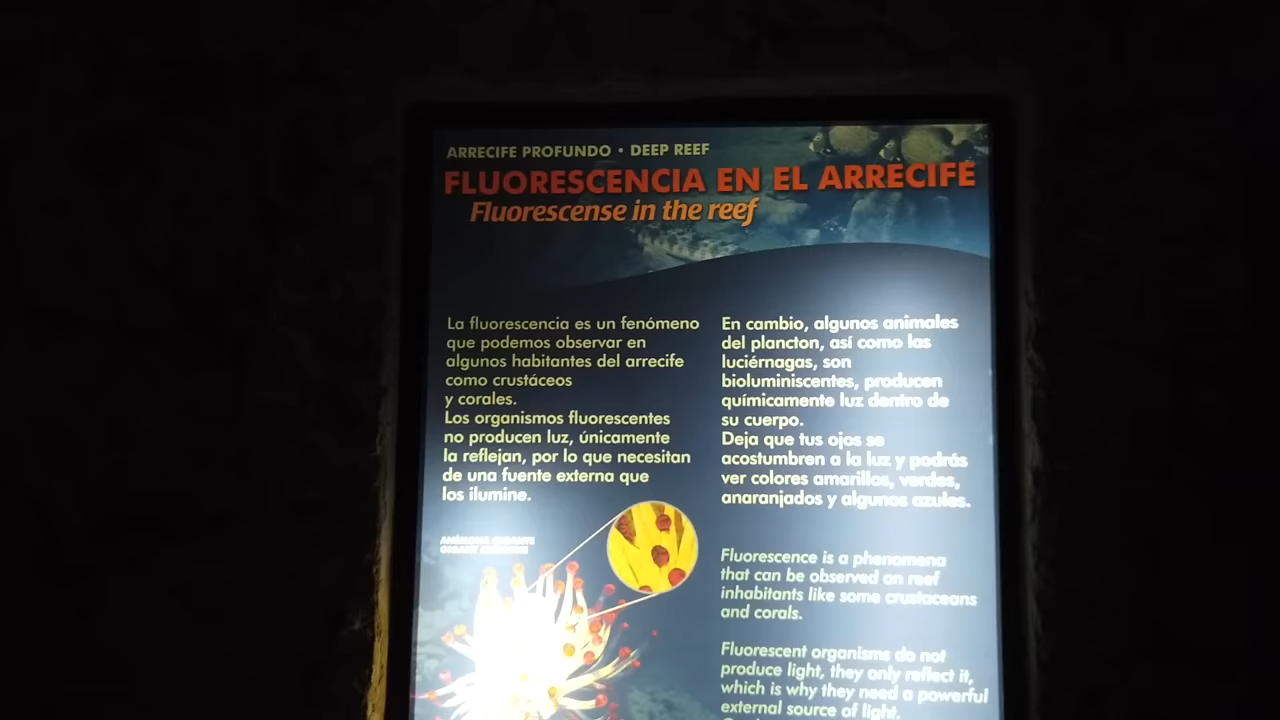 ARRECIFE PROFUNDO • DEEP REEF
FLUORESCENCIA EN EL ARRECIFE
Fluorescense in the reef
La fluorescencia es un fenómeno
que podemos observar en
algunos habitantes del arrecife
como crustáceos
y corales.
Los organismos fluorescentes
no producen luz, únicamente
la reflejan, por lo que necesitan
de una fuente externa que
los ilumine.
ANÉMONA GIGANTE
En cambio, algunos animales
del plancton, así como las
luciérnagas, son
bioluminiscentes, producen
químicamente luz dentro de
su cuerpo.
Deja que tus ojos se
acostumbren a la luz y podrás
ver colores amarillos, verdes,
anaranjados y algunos azules.
Fluorescence is a phenomena
that can be observed on reef
inhabitants like some crustaceans
and corals.
Fluorescent organisms do not
produce light, they only reflect it,
which is why they need a powerful
external source of light.